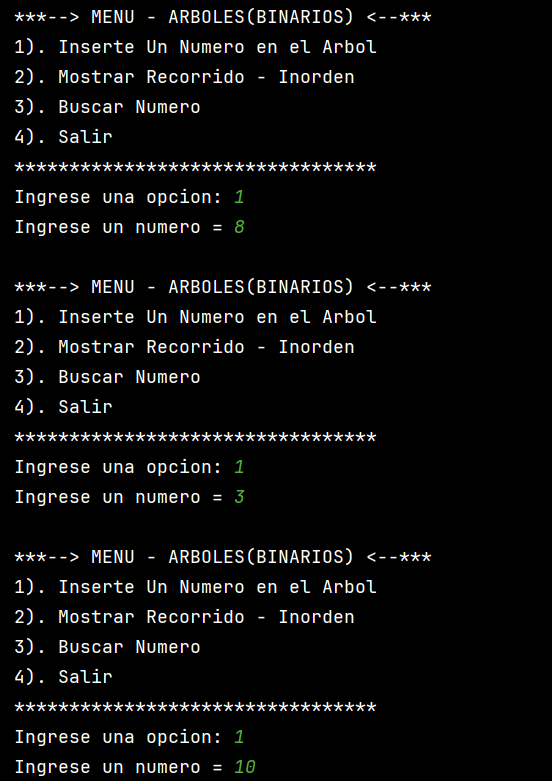 ***--> MENU - ARBOLES(BINARIOS) <--***
1). Inserte Un Numero en el Arbol
2). Mostrar Recorrido - Inorden
3). Buscar Numero
4). Salir
*********************************
Ingrese una opcion: 1
Ingrese un numero = 8
***--> MENU - ARBOLES(BINARIOS) <--***
1). Inserte Un Numero en el Arbol
2). Mostrar Recorrido - Inorden
3). Buscar Numero
4). Salir
*********************************
Ingrese una opcion: 1
Ingrese un numero = 3
***--> MENU - ARBOLES(BINARIOS) <--***
1). Inserte Un Numero en el Arbol
2). Mostrar Recorrido - Inorden
3). Buscar Numero
4). Salir
*********************************
Ingrese una opcion: 1
Ingrese un numero = 10